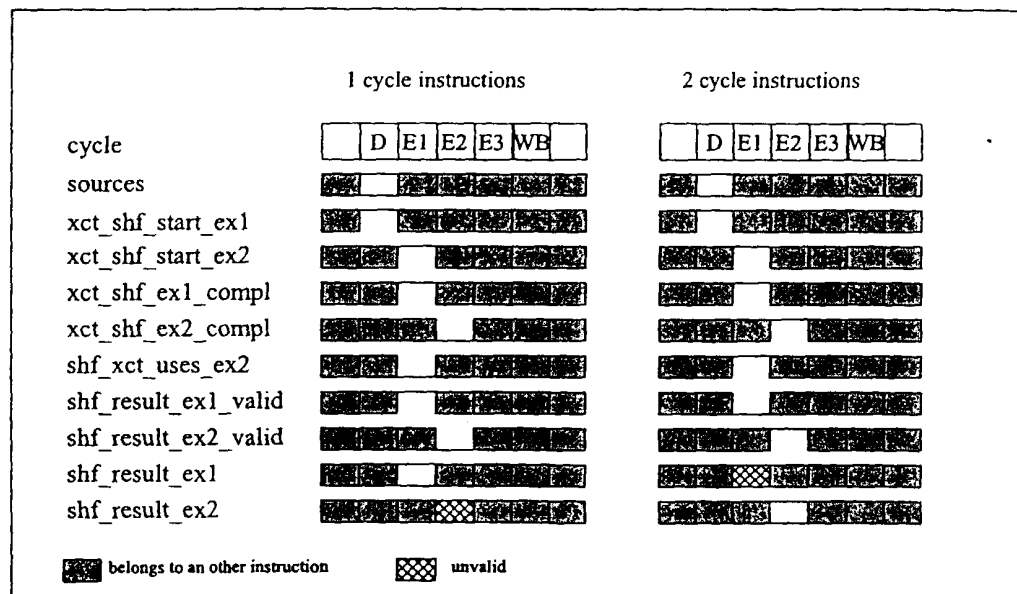 1 cycle instructions 2 cycle instructions
cycle D E1 E2 E3 WB D E1 E2 E3 WB
sources
xct_shf_start_ex1
xct_shf_start_ex2
xct_shf_ex1_compl
xct_shf_ex2_compl
shf_xct_uses_ex2
shf_result_ex1_valid
shf_result_ex2_valid
shf_result_ex1
shf_result_ex2
belongs to an other instruction unvalid